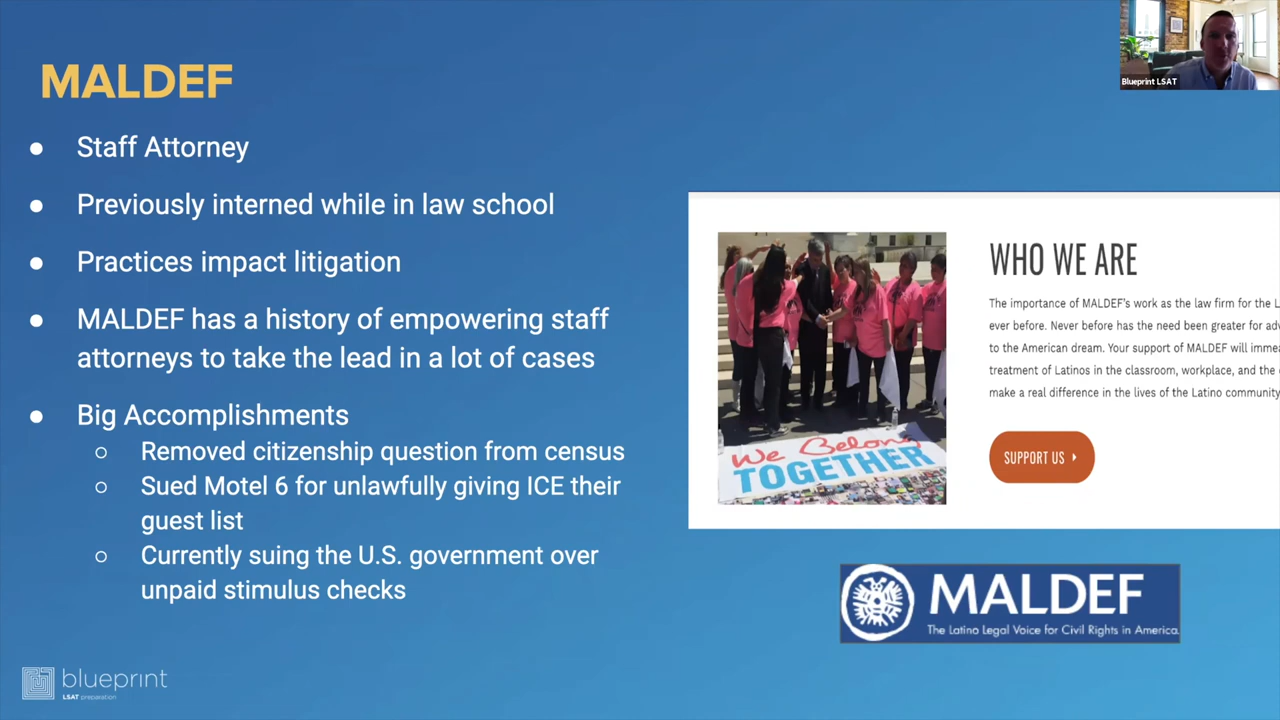 MALDEF
● Staff Attorney
● Previously interned while in law school
● Practices impact litigation
● MALDEF has a history of empowering staff
attorneys to take the lead in a lot of cases
● Big Accomplishments
○ Removed citizenship question from census
○ Sued Motel 6 for unlawfully giving ICE their
guest list
○ Currently suing the U.S. government over
unpaid stimulus checks
blueprint
LSAT preparation
Blueprint LSAT
We Belong
TOGETHER
WHO WE ARE
The importance of MALDEF's work as the law firm for the L
ever before. Never before has the need been greater for adv
to the American dream. Your support of MALDEF will imme
treatment of Latinos in the classroom, workplace, and the
make a real difference in the lives of the Latino community
SUPPORT US
MALDEF
The Latino Legal Voice for Civil Rights in America.